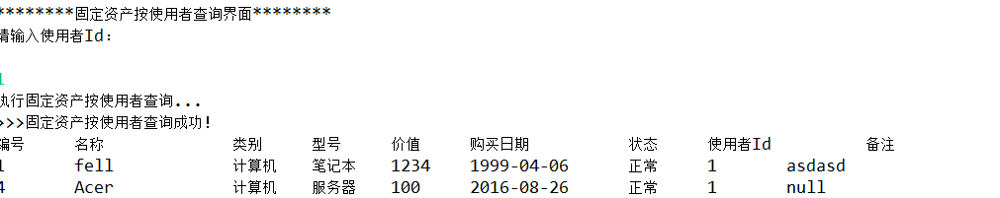 ********固定资产按使用者查询界面********
请输入使用者Id：
1
执行固定资产按使用者查询...
>>>固定资产按使用者查询成功!
编号 名称 类别 型号 价值 购买日期 状态 使用者Id 备注
1 fell 计算机 笔记本 1234 1999-04-06 正常 1 asdasd
4 Acer 计算机 服务器 100 2016-08-26 正常 1 null